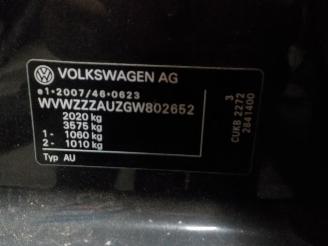 VOLKSWAGEN AG
e1*2007/46*0623
WVWZZZAUZGW802652
2020 kg
3575 kg
1- 1060 kg
2- 1010 kg
Typ AU
3
CUKB 2272
2841400